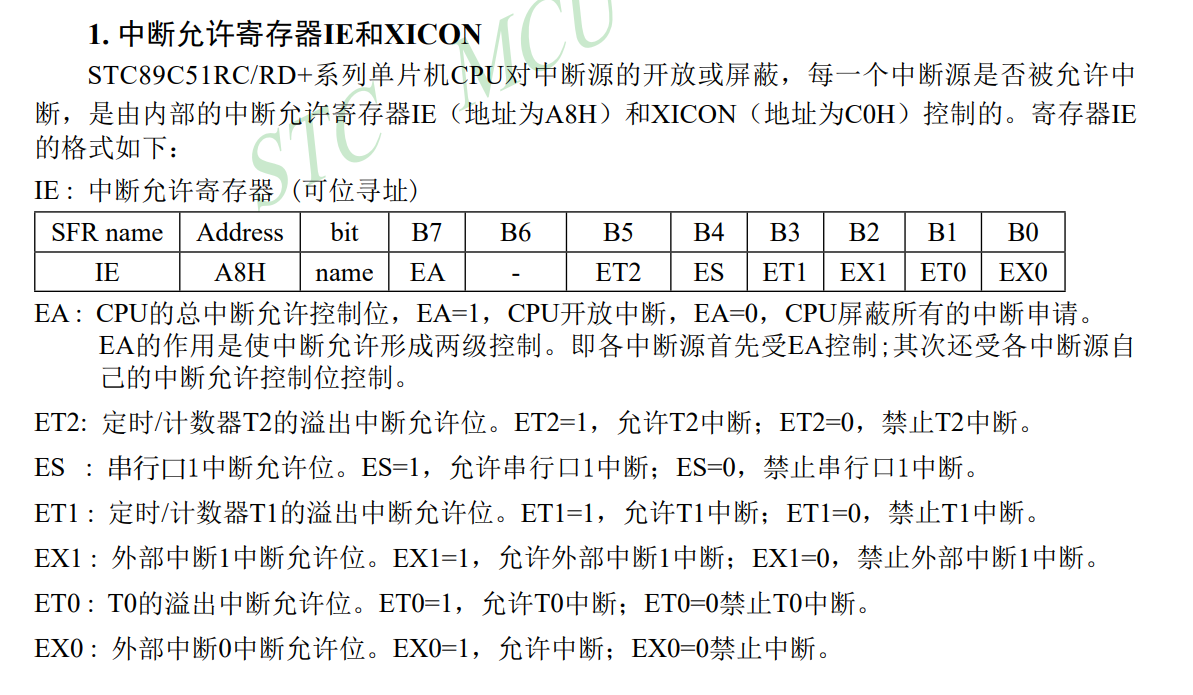 1. 中断允许寄存器IE和XICON
STC89C51RC/RD+系列单片机CPU对中断源的开放或屏蔽，每一个中断源是否被允许中
断，是由内部的中断允许寄存器IE（地址为A8H）和XICON（地址为C0H）控制的。寄存器IE
的格式如下：
IE : 中断允许寄存器 (可位寻址)
SFR name Address bit B7 B6 B5 B4 B3 B2 B1 B0
IE A8H name EA - ET2 ES ET1 EX1 ET0 EX0
EA : CPU的总中断允许控制位，EA=1，CPU开放中断，EA=0，CPU屏蔽所有的中断申请。
EA的作用是使中断允许形成两级控制。即各中断源首先受EA控制;其次还受各中断源自
己的中断允许控制位控制。
ET2: 定时/计数器T2的溢出中断允许位。ET2=1，允许T2中断；ET2=0，禁止T2中断。
ES : 串行口1中断允许位。ES=1，允许串行口1中断；ES=0，禁止串行口1中断。
ET1 : 定时/计数器T1的溢出中断允许位。ET1=1，允许T1中断；ET1=0，禁止T1中断。
EX1 : 外部中断1中断允许位。EX1=1，允许外部中断1中断；EX1=0，禁止外部中断1中断。
ET0 : T0的溢出中断允许位。ET0=1，允许T0中断；ET0=0禁止T0中断。
EX0 : 外部中断0中断允许位。EX0=1，允许中断；EX0=0禁止中断。
STC MCU